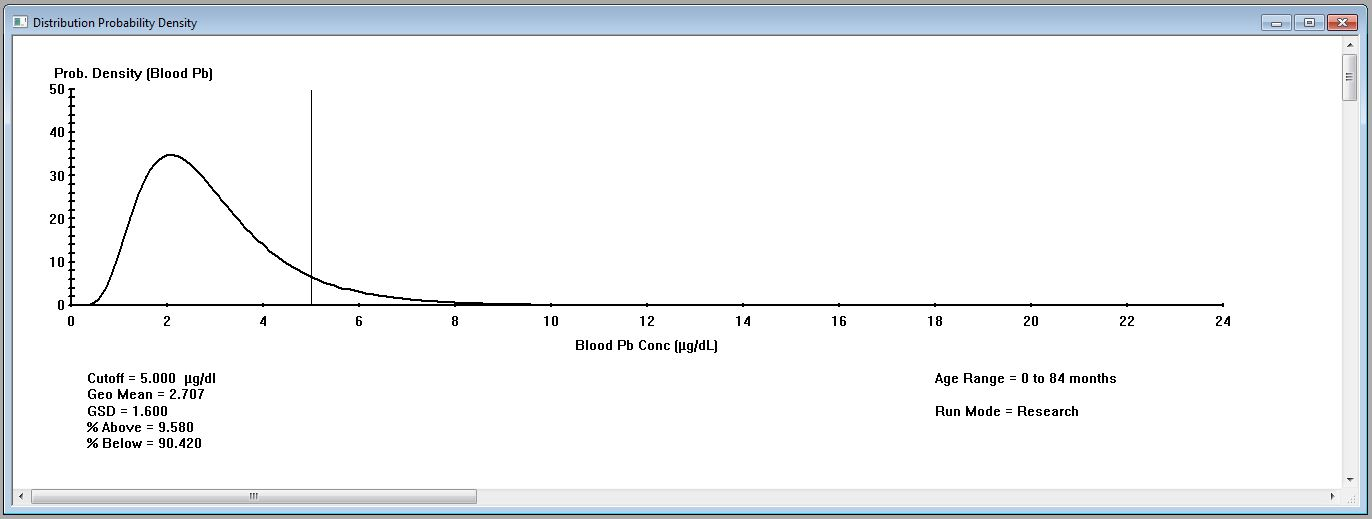 Distribution Probability Density
Prob. Density (Blood Pb)
50
40
30
20
10
0
0 2 4 6 8 10 12 14 16 18 20 22 24
Blood Pb Conc (µg/dL)
Cutoff = 5.000 µg/dl
Geo Mean = 2.707
GSD = 1.600
% Above = 9.580
% Below = 90.420
Age Range = 0 to 84 months
Run Mode = Research